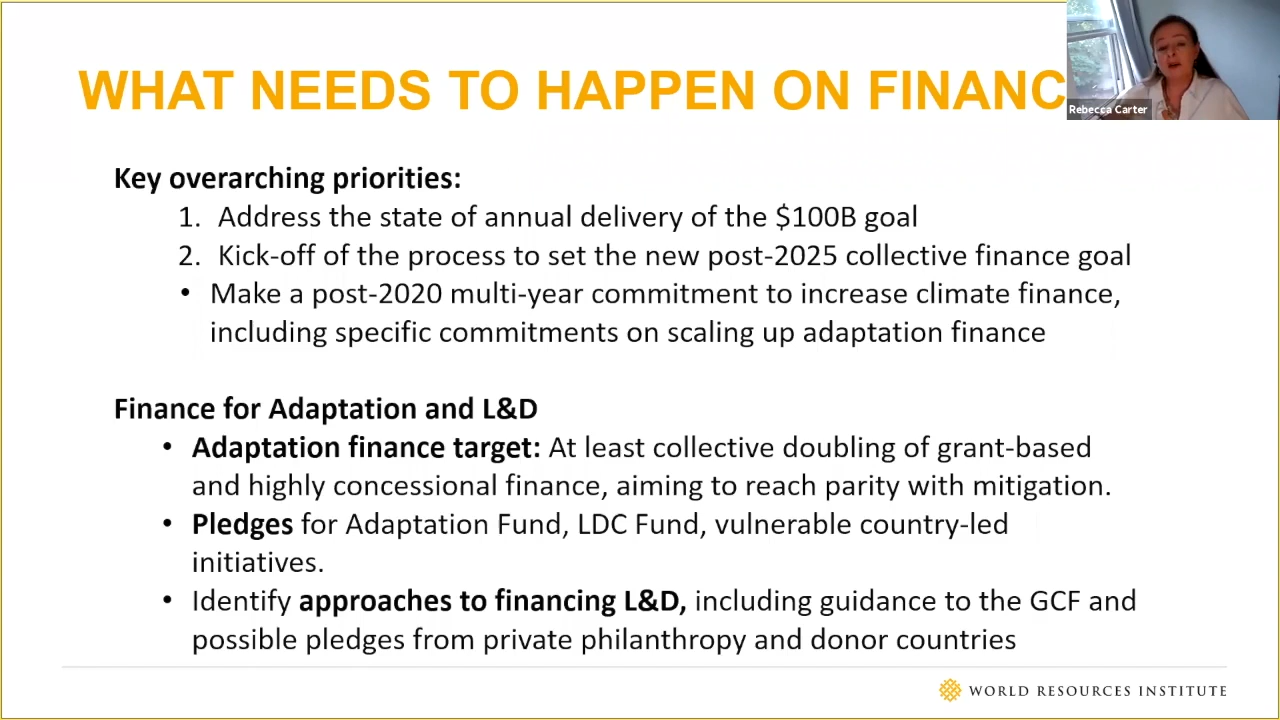 WHAT NEEDS TO HAPPEN ON FINANC
Rebecca Carter
Key overarching priorities:
1. Address the state of annual delivery of the $100B goal
2. Kick-off of the process to set the new post-2025 collective finance goal
• Make a post-2020 multi-year commitment to increase climate finance,
including specific commitments on scaling up adaptation finance
Finance for Adaptation and L&D
• Adaptation finance target: At least collective doubling of grant-based
and highly concessional finance, aiming to reach parity with mitigation.
• Pledges for Adaptation Fund, LDC Fund, vulnerable country-led
initiatives.
• Identify approaches to financing L&D, including guidance to the GCF and
possible pledges from private philanthropy and donor countries
WORLD RESOURCES INSTITUTE